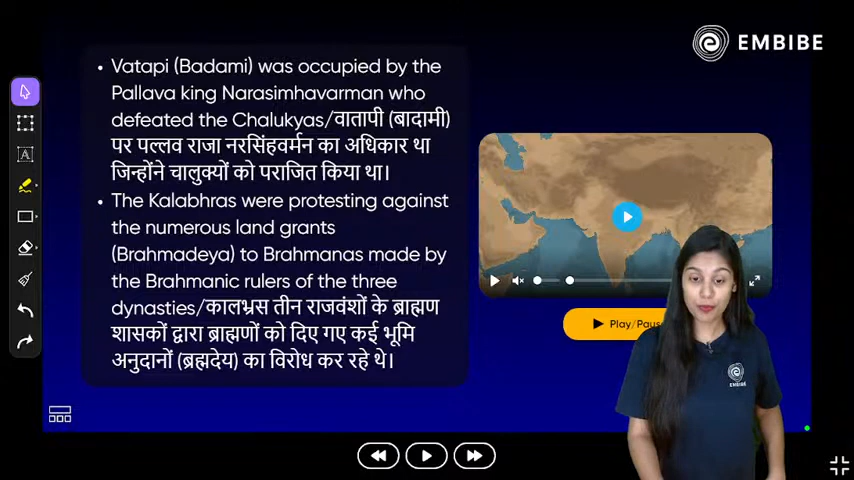 EMBIBE
• Vatapi (Badami) was occupied by the
Pallava king Narasimhavarman who
defeated the Chalukyas/वातापी (बादामी)
पर पल्लव राजा नरसिंहवर्मन का अधिकार था
जिन्होंने चालुक्यों को पराजित किया था।
• The Kalabhras were protesting against
the numerous land grants
(Brahmadeya) to Brahmanas made by
the Brahmanic rulers of the three
dynasties/कालभ्रस तीन राजवंशों के ब्राह्मण
शासकों द्वारा ब्राह्मणों को दिए गए कई भूमि
अनुदानों (ब्रह्मदेय) का विरोध कर रहे थे।
A
Play/Paus
EMBIBE